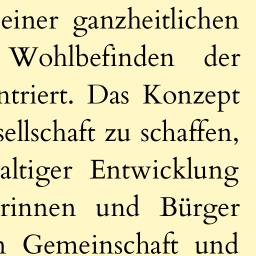 einer ganzheitlichen
Wohlbefinden der
ntriert. Das Konzept
sellschaft zu schaffen,
altiger Entwicklung
rinnen und Bürger
Gemeinschaft und